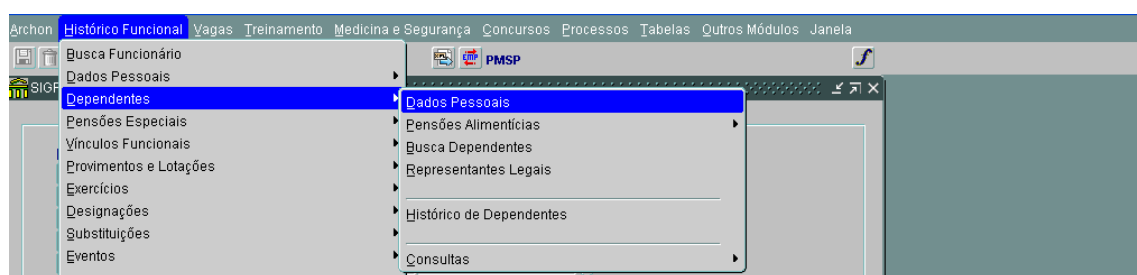 Archon Histórico Funcional Vagas Treinamento Medicina e Segurança Concursos Processos Tabelas Outros Módulos Janela
Busca Funcionário
EMP PMSP
Dados Pessoais
SIGP
Dependentes
Dados Pessoais
Pensões Especiais
Pensões Alimentícias
Vínculos Funcionais
Busca Dependentes
Provimentos e Lotações
Representantes Legais
Exercícios
Designações
Histórico de Dependentes
Substituições
Eventos
Consultas